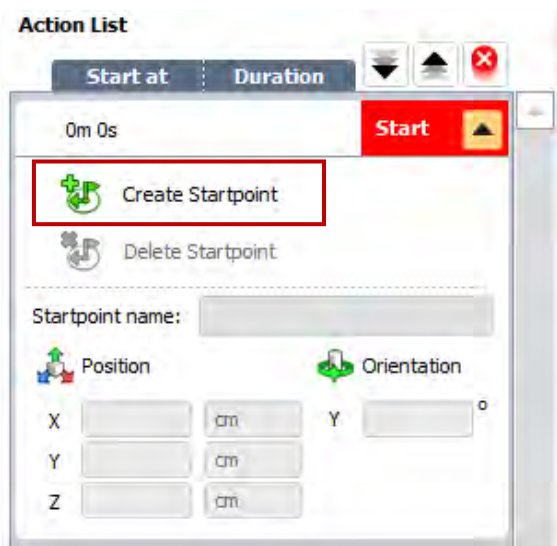 Action List
Start at Duration
0m 0s Start
Create Startpoint
Delete Startpoint
Startpoint name:
Position Orientation
X cm Y °
Y cm
Z cm